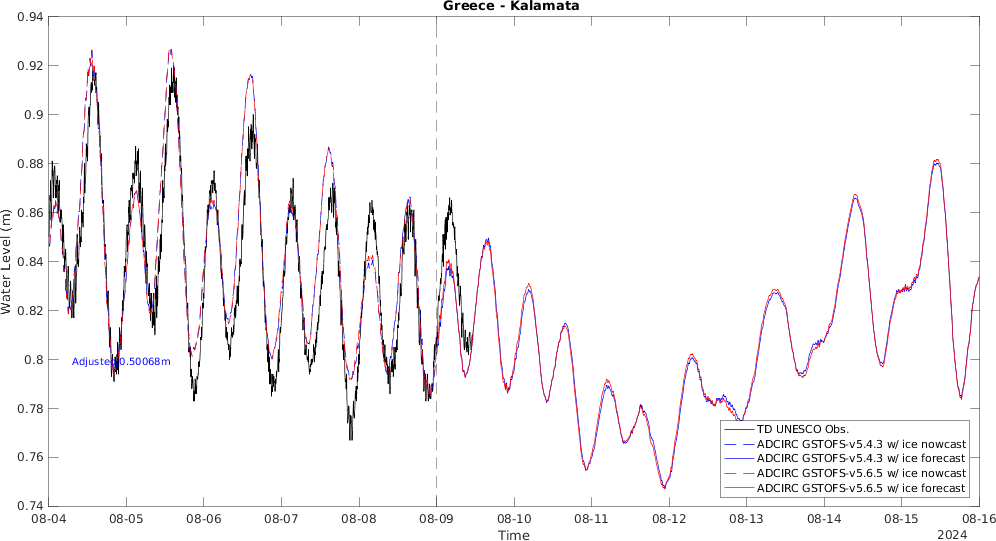 Greece - Kalamata
0.94
0.92
0.9
0.88
0.86
0.84
0.82
0.8
0.78
0.76
0.74
Water Level (m)
Adjusted 0.50068m
TD UNESCO Obs.
ADCIRC GSTOFS-v5.4.3 w/ ice nowcast
ADCIRC GSTOFS-v5.4.3 w/ ice forecast
ADCIRC GSTOFS-v5.6.5 w/ ice nowcast
ADCIRC GSTOFS-v5.6.5 w/ ice forecast
08-04 08-05 08-06 08-07 08-08 08-09 08-10 08-11 08-12 08-13 08-14 08-15 08-16
Time
2024